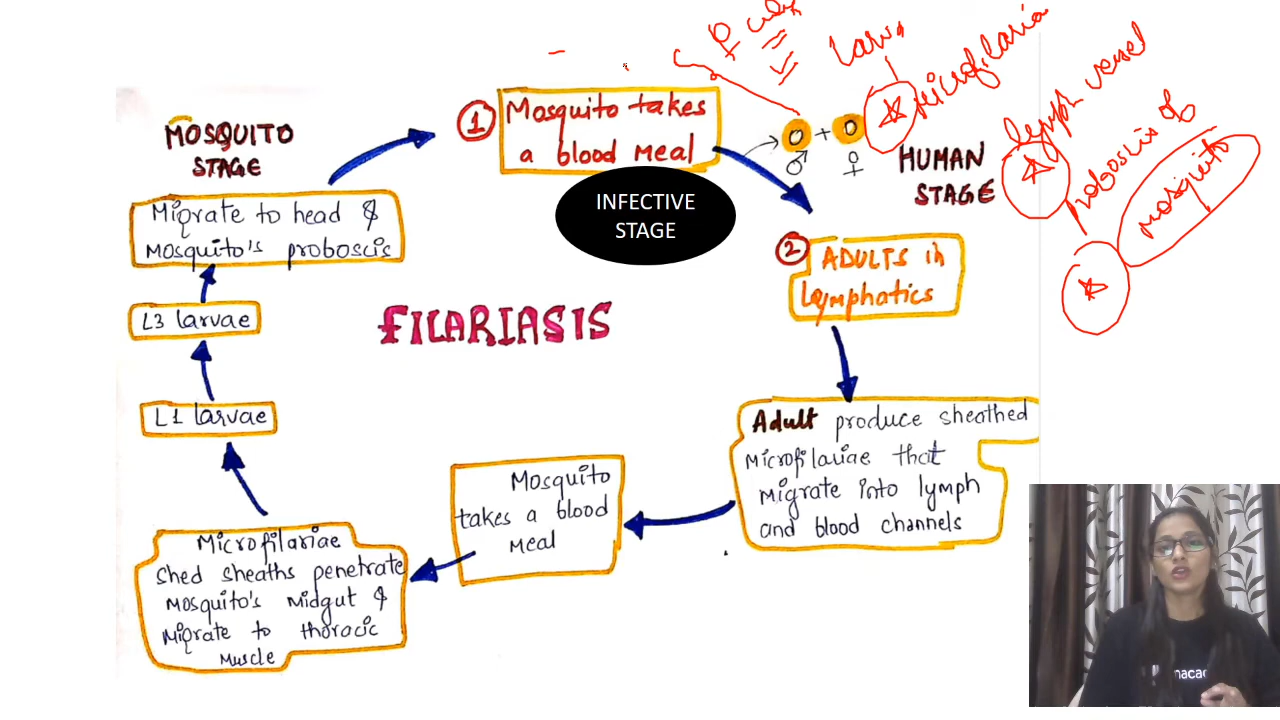 MOSQUITO
STAGE
① Mosquito takes
a blood meal
INFECTIVE
STAGE
♂ + ♀
HUMAN
STAGE
larva
microfilaria
lymph vessel
proboscis of
mosquito
② ADULTS in
Lymphatics
Adult produce sheathed
microfilariae that
migrate into lymph
and blood channels
Mosquito
takes a blood
meal
Microfilariae
shed sheaths penetrate
mosquito's midgut &
migrate to thoracic
muscle
L1 larvae
L3 larvae
Migrate to head &
mosquito's proboscis
FILARIASIS